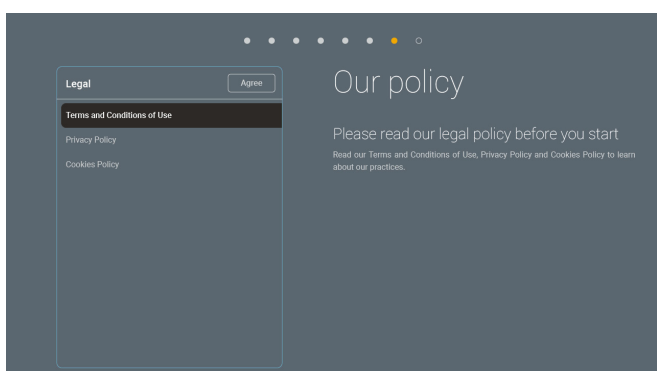 Legal
Agree
Terms and Conditions of Use
Privacy Policy
Cookies Policy
Our policy
Please read our legal policy before you start
Read our Terms and Conditions of Use, Privacy Policy and Cookies Policy to learn
about our practices.